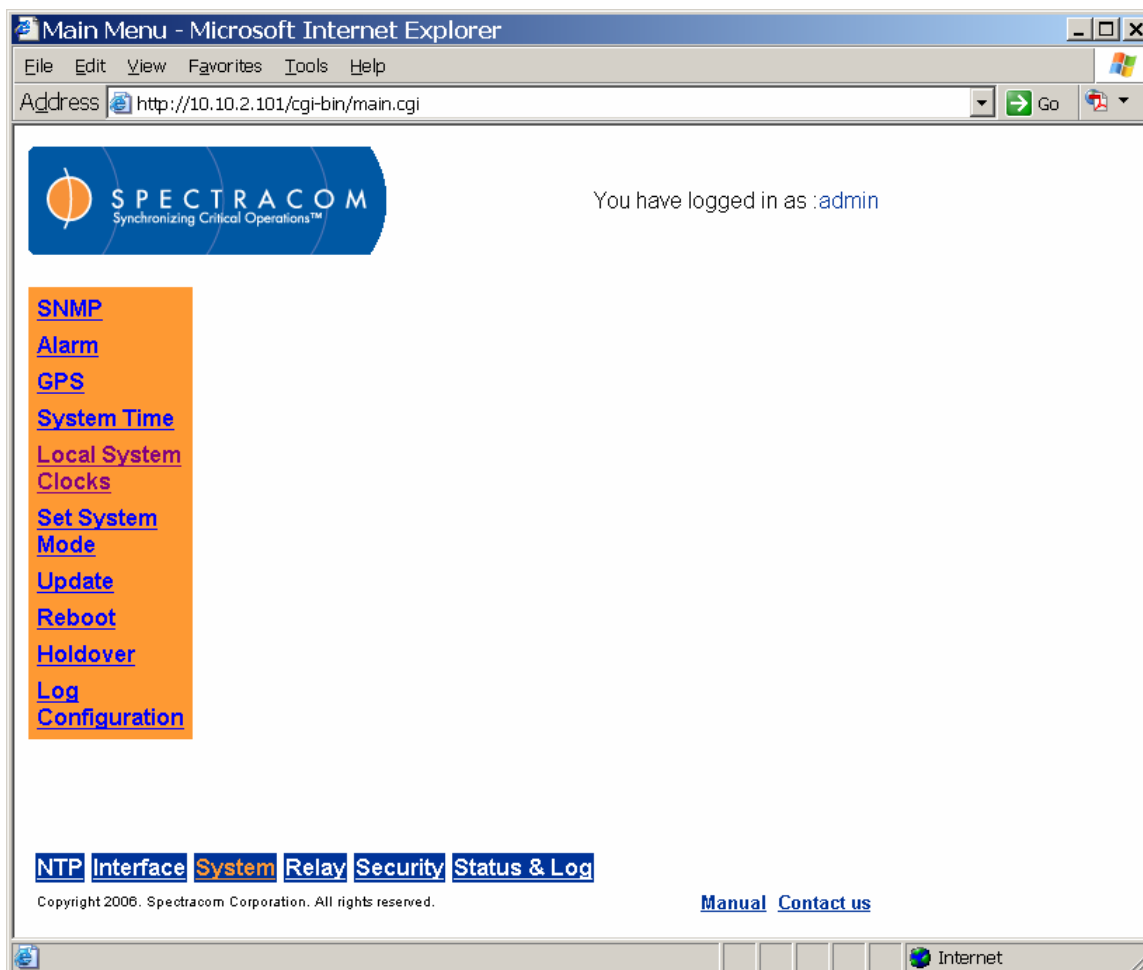 Main Menu - Microsoft Internet Explorer
File Edit View Favorites Tools Help
Address http://10.10.2.101/cgi-bin/main.cgi Go
SPECTRACOM
Synchronizing Critical Operations™
You have logged in as :admin
SNMP
Alarm
GPS
System Time
Local System
Clocks
Set System
Mode
Update
Reboot
Holdover
Log
Configuration
NTP Interface System Relay Security Status & Log
Copyright 2006. Spectracom Corporation. All rights reserved.
Manual Contact us
Internet